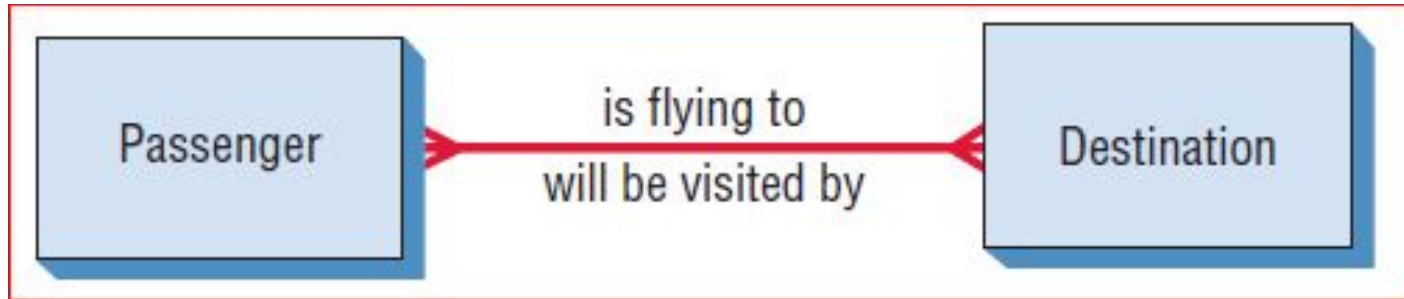 Passenger
is flying to
will be visited by
Destination